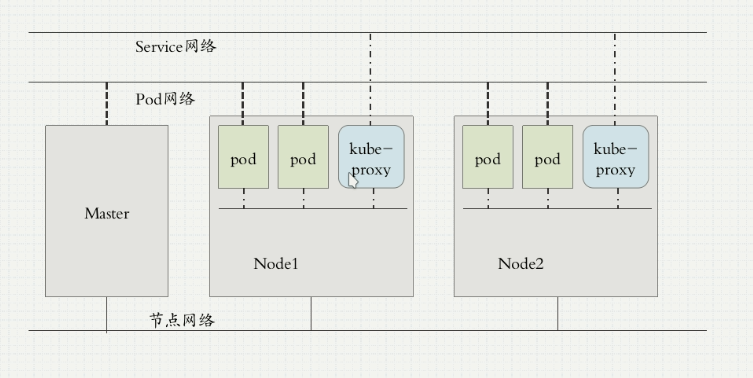 Service网络
Pod网络
Master
pod
pod
kube-
proxy
Node1
pod
pod
kube-
proxy
Node2
节点网络